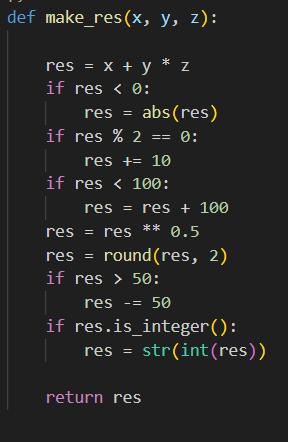 def make_res(x, y, z):
    res = x + y * z
    if res < 0:
        res = abs(res)
    if res % 2 == 0:
        res += 10
    if res < 100:
        res = res + 100
    res = res ** 0.5
    res = round(res, 2)
    if res > 50:
        res -= 50
    if res.is_integer():
        res = str(int(res))
    return res